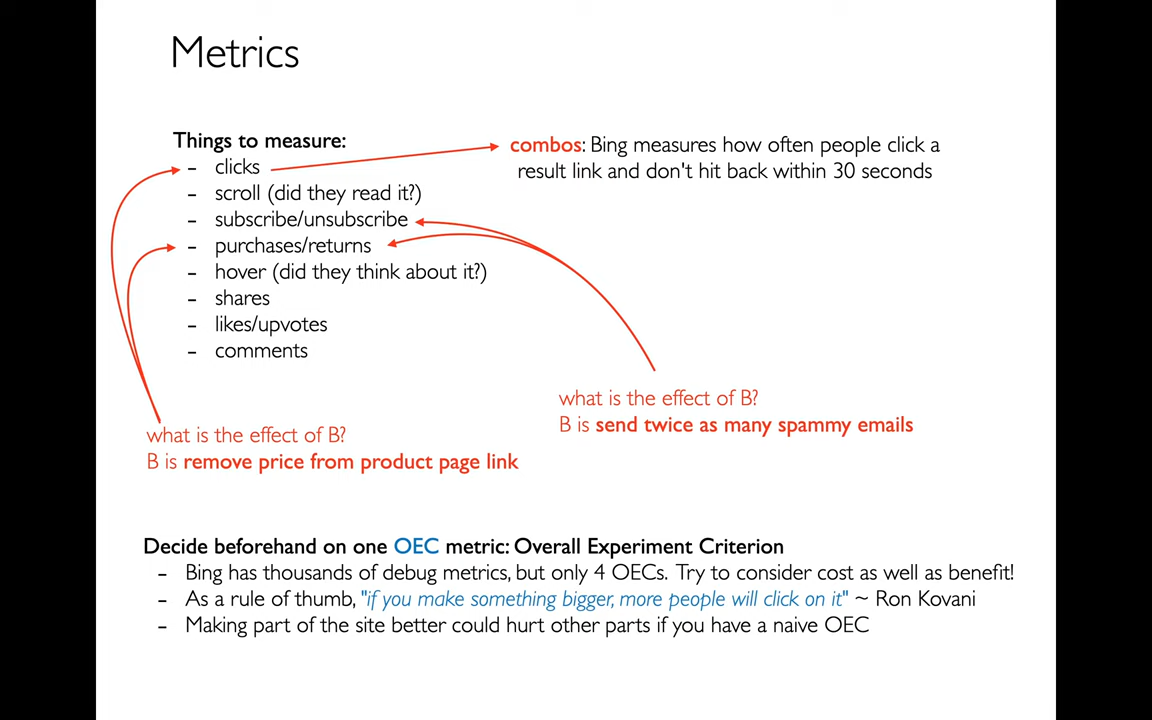 Metrics
Things to measure:
- clicks
- scroll (did they read it?)
- subscribe/unsubscribe
- purchases/returns
- hover (did they think about it?)
- shares
- likes/upvotes
- comments
combos: Bing measures how often people click a
result link and don't hit back within 30 seconds
what is the effect of B?
B is send twice as many spammy emails
what is the effect of B?
B is remove price from product page link
Decide beforehand on one OEC metric: Overall Experiment Criterion
- Bing has thousands of debug metrics, but only 4 OECs. Try to consider cost as well as benefit!
- As a rule of thumb, "if you make something bigger, more people will click on it" ~ Ron Kovani
- Making part of the site better could hurt other parts if you have a naive OEC